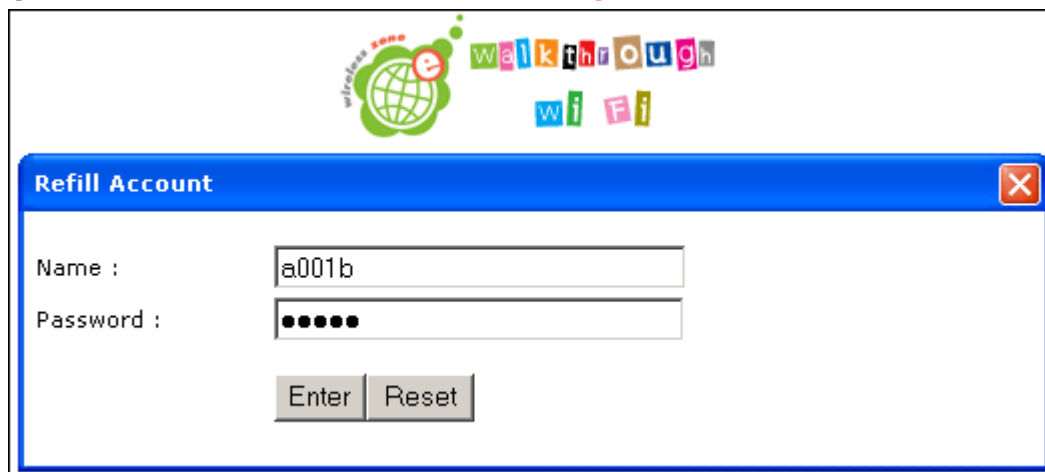 wireless zone
e
walkthrough
wi Fi
Refill Account
Name : a001b
Password : •••••
Enter Reset